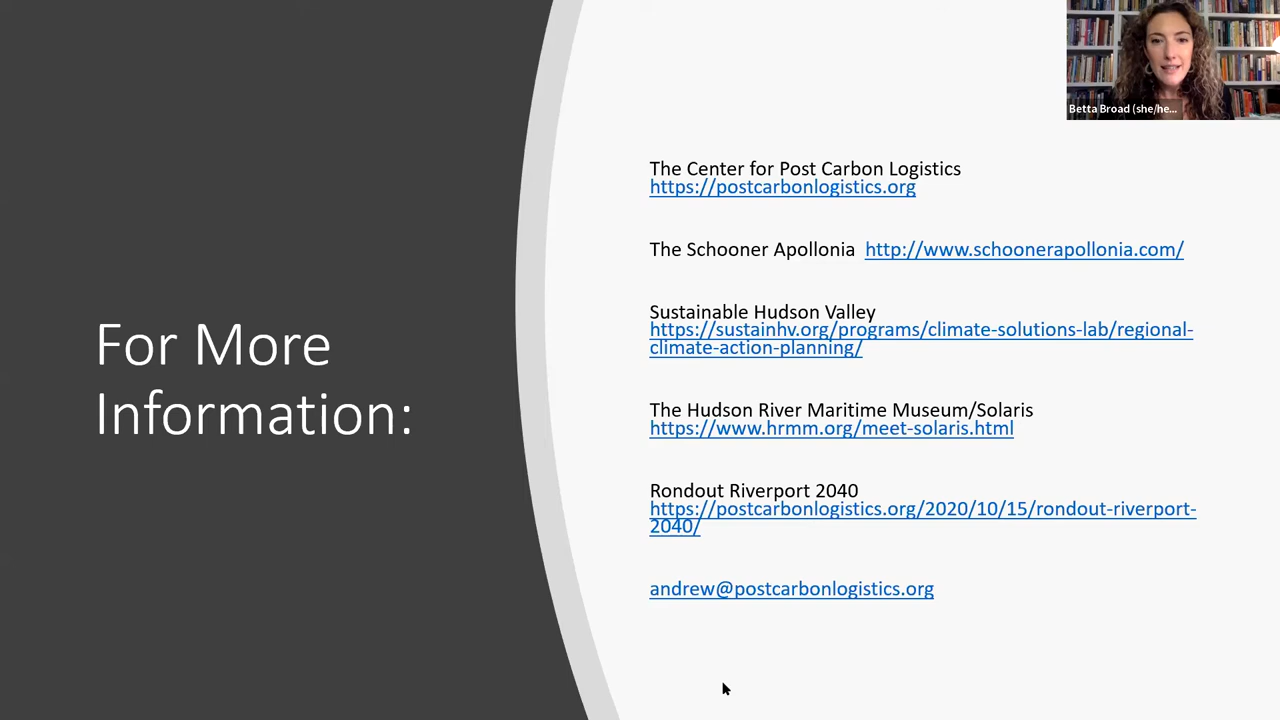 Betta Broad (she/he...
The Center for Post Carbon Logistics
https://postcarbonlogistics.org
The Schooner Apollonia  http://www.schoonerapollonia.com/
Sustainable Hudson Valley
https://sustainhv.org/programs/climate-solutions-lab/regional-
climate-action-planning/
The Hudson River Maritime Museum/Solaris
https://www.hrmm.org/meet-solaris.html
Rondout Riverport 2040
https://postcarbonlogistics.org/2020/10/15/rondout-riverport-
2040/
andrew@postcarbonlogistics.org
For More
Information: